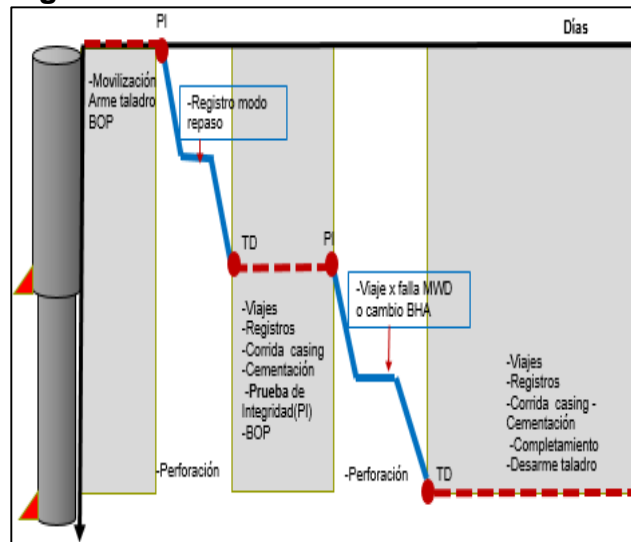 PI
Días
-Movilización
Arme taladro
BOP
-Registro modo
repaso
TD
PI
-Viajes
-Registros
-Corrida casing
-Cementación
-Prueba de
Integridad(PI)
-BOP
-Viaje x falla MWD
o cambio BHA
-Viajes
-Registros
-Corrida casing -
Cementación
-Completamiento
-Desarme taladro
-Perforación
-Perforación
TD